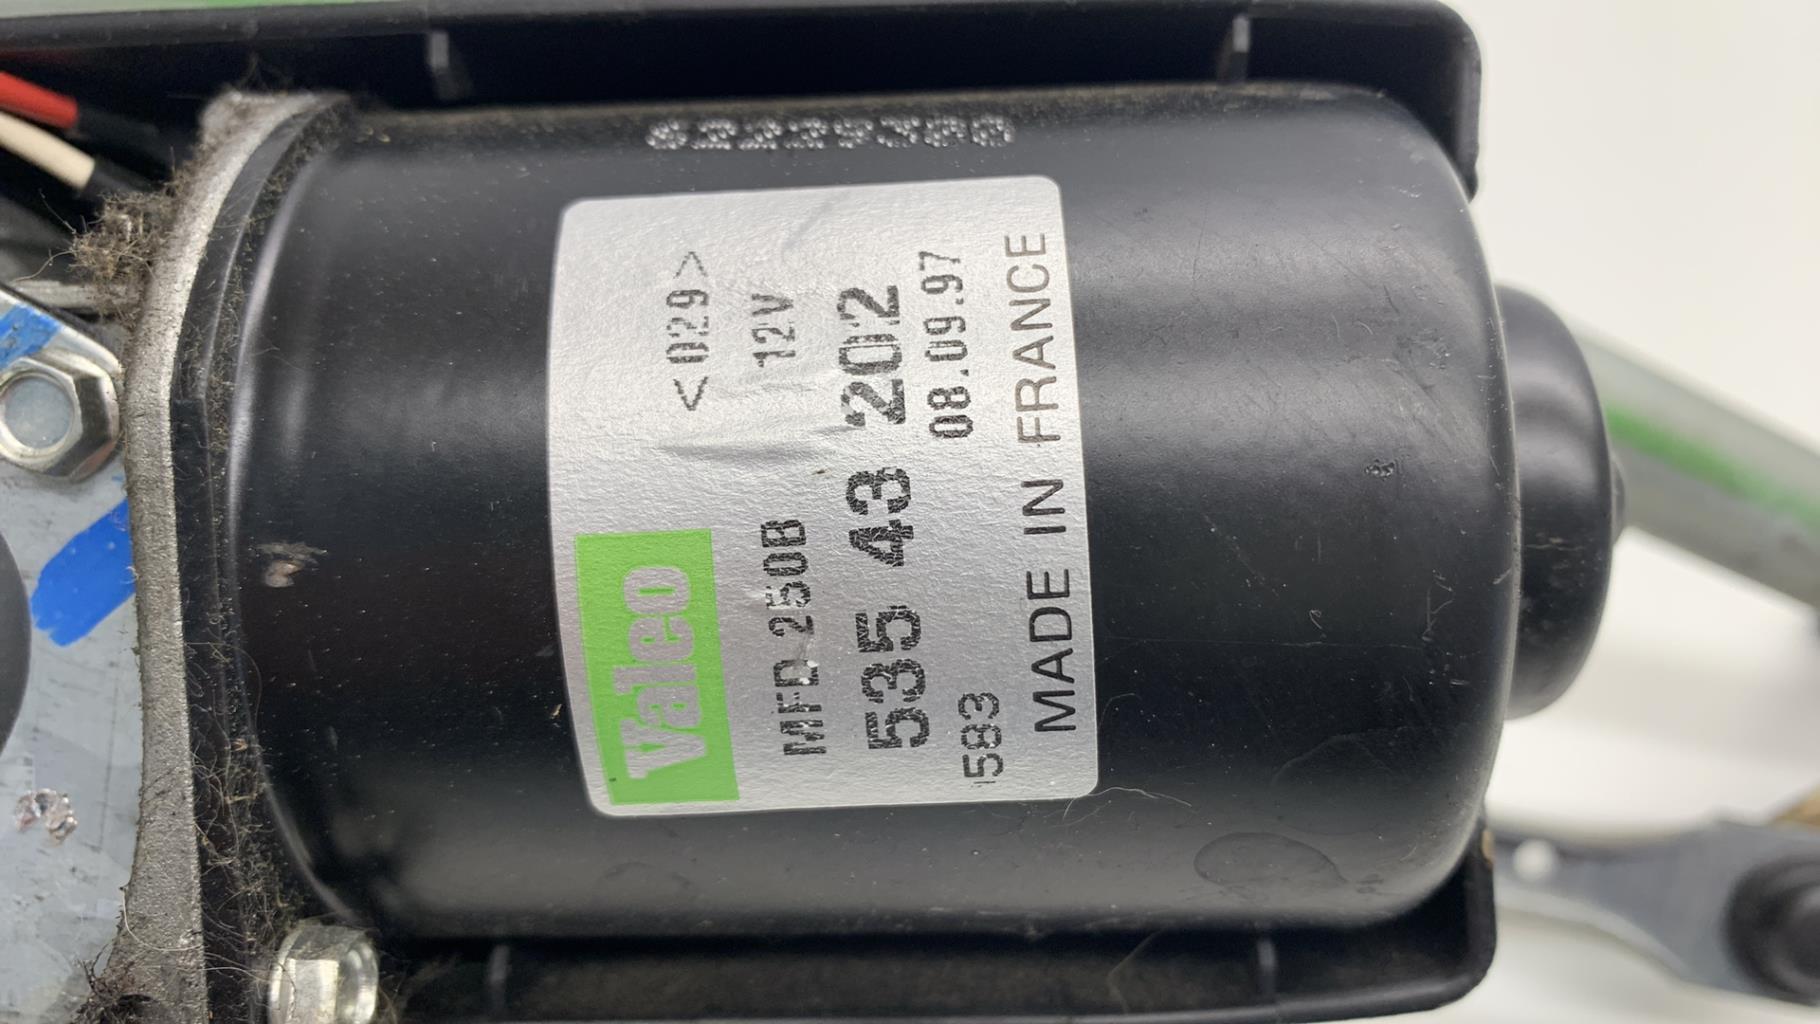 <029>
Valeo
MFD 250B 12V
535 43 202
583 08.09.97
MADE IN FRANCE